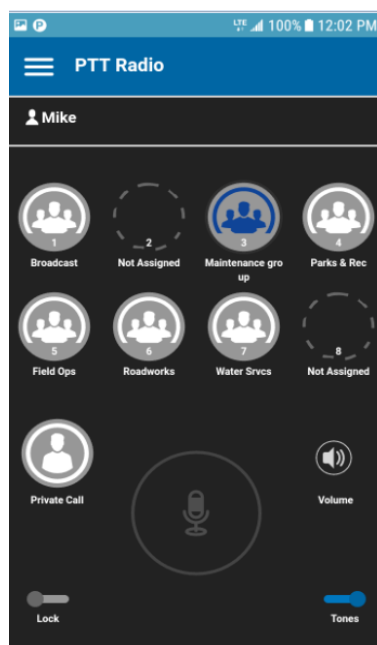 LTE 100% 12:02 PM
PTT Radio
Mike
1 2 3 4
Broadcast Not Assigned Maintenance gro Parks & Rec
up
5 6 7 8
Field Ops Roadworks Water Srvcs Not Assigned
Private Call Volume
Lock Tones